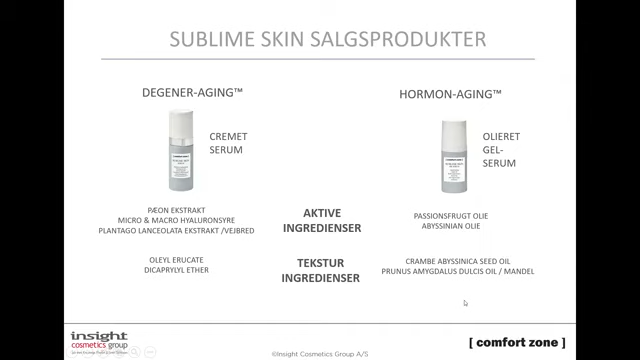 SUBLIME SKIN SALGSPRODUKTER
DEGENER-AGING™
HORMON-AGING™
CREMET
SERUM
OLIERET
GEL-
SERUM
PÆON EKSTRAKT
MICRO & MACRO HYALURONSYRE
PLANTAGO LANCEOLATA EKSTRAKT /VEJBRED
AKTIVE
INGREDIENSER
PASSIONSFRUGT OLIE
ABYSSINIAN OLIE
OLEYL ERUCATE
DICAPRYLYL ETHER
TEKSTUR
INGREDIENSER
CRAMBE ABYSSINICA SEED OIL
PRUNUS AMYGDALUS DULCIS OIL / MANDEL
insight
cosmetics group
©Insight Cosmetics Group A/S
[ comfort zone ]